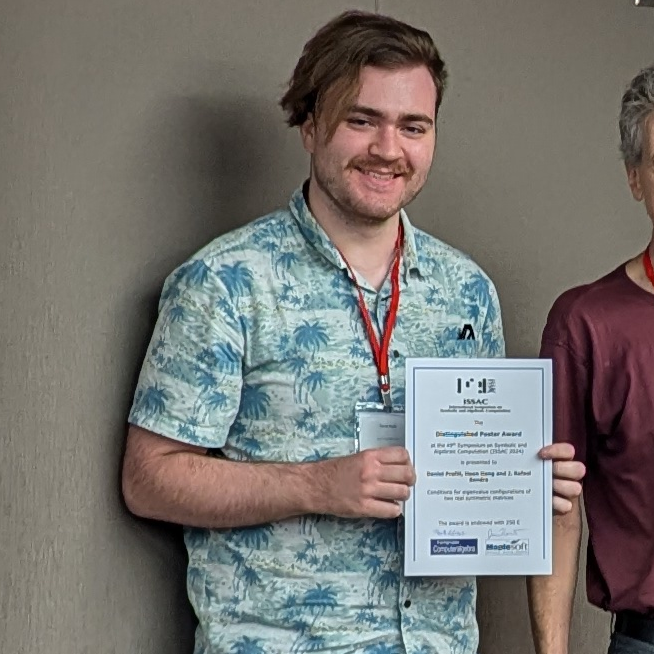 ISSAC
International Symposium on
Symbolic and Algebraic Computation
The
Distinguished Poster Award
at the 49th Symposium on Symbolic and
Algebraic Computation (ISSAC 2024)
is presented to
Daniel Profili, Hoon Hong and J. Rafael
Sendra
Conditions for eigenvalue configurations of
two real symmetric matrices
The award is endowed with 250 €
Computeralgebra
Maplesoft